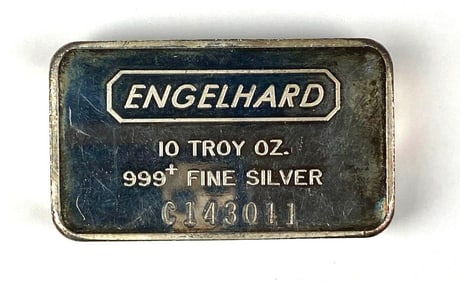 ENGELHARD
10 TROY OZ.
999+ FINE SILVER
C143011